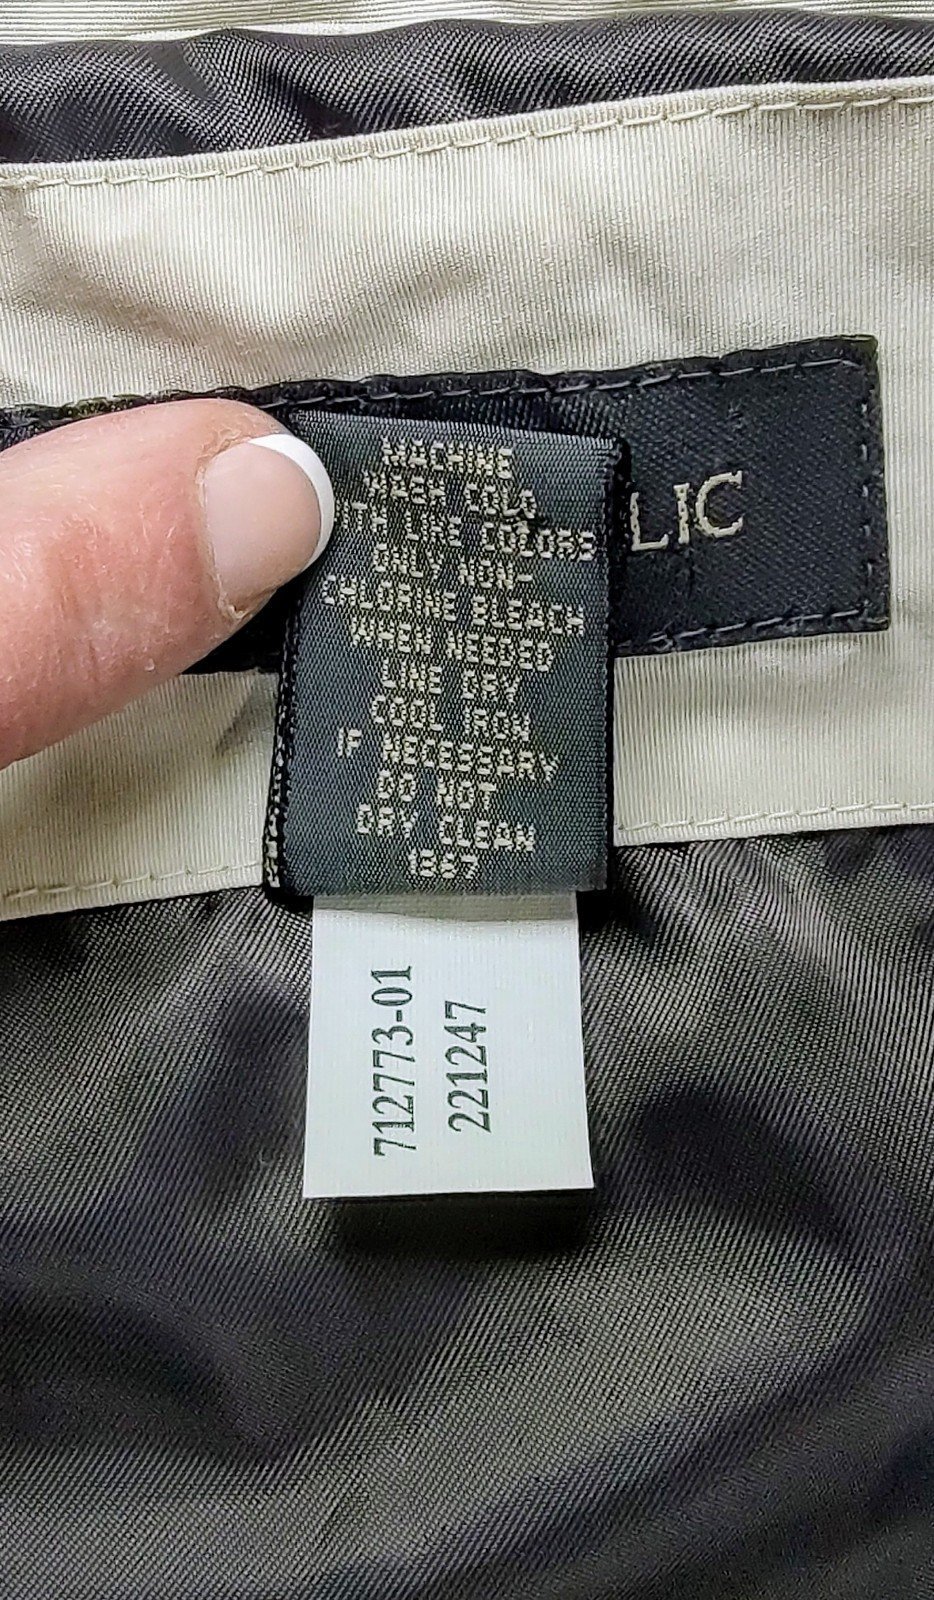 MACHINE
WASH COLD
WITH LIKE COLORS
ONLY NON-
CHLORINE BLEACH
WHEN NEEDED
LINE DRY
COOL IRON
IF NECESSARY
DO NOT
DRY CLEAN
LIC
712773-01
221247